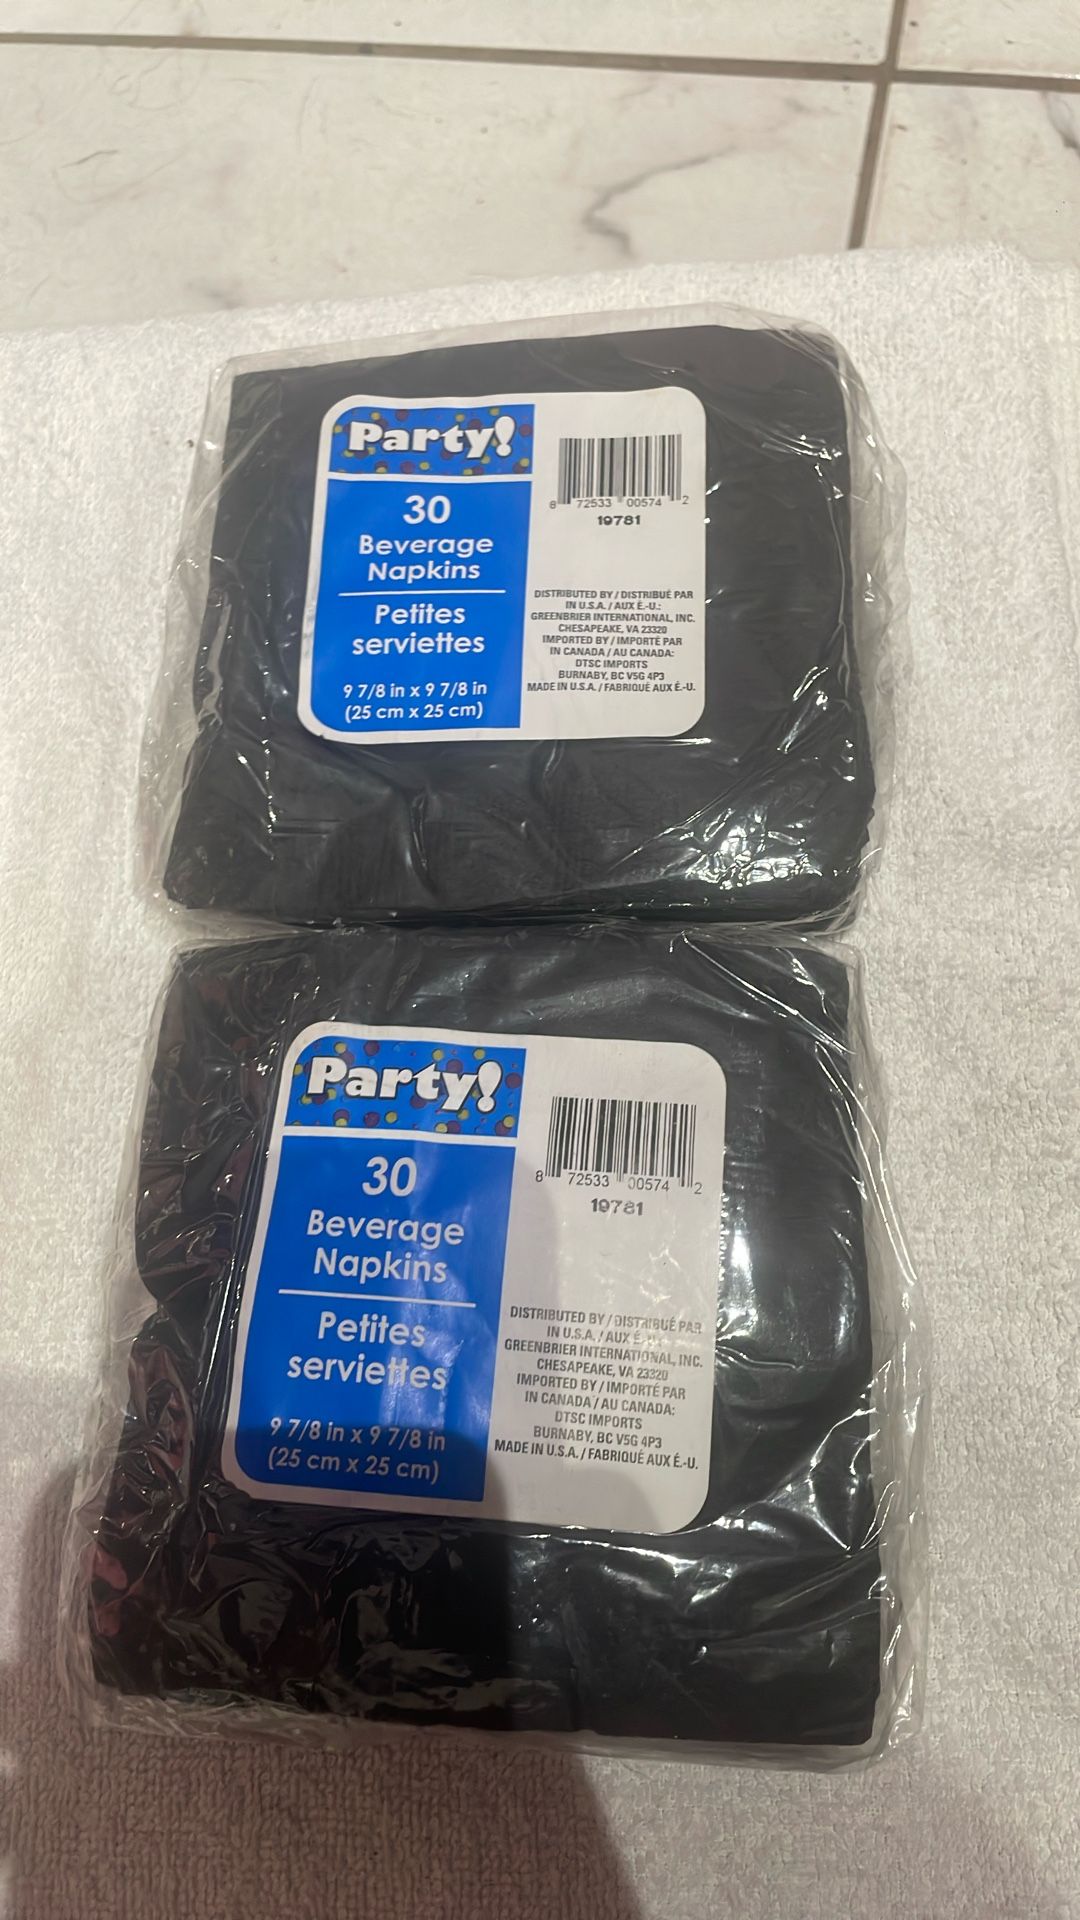 Party!
30
Beverage
Napkins
Petites
serviettes
9 7/8 in x 9 7/8 in
(25 cm x 25 cm)
8 72533 00574 2
19781
DISTRIBUTED BY / DISTRIBUÉ PAR
IN U.S.A. / AUX É.-U.:
GREENBRIER INTERNATIONAL, INC.
CHESAPEAKE, VA 23320
IMPORTED BY / IMPORTÉ PAR
IN CANADA / AU CANADA:
DTSC IMPORTS
BURNABY, BC V5G 4P3
MADE IN U.S.A. / FABRIQUÉ AUX É.-U.
Party!
30
Beverage
Napkins
Petites
serviettes
9 7/8 in x 9 7/8 in
(25 cm x 25 cm)
8 72533 00574 2
19781
DISTRIBUTED BY / DISTRIBUÉ PAR
IN U.S.A. / AUX É.-U.:
GREENBRIER INTERNATIONAL, INC.
CHESAPEAKE, VA 23320
IMPORTED BY / IMPORTÉ PAR
IN CANADA / AU CANADA:
DTSC IMPORTS
BURNABY, BC V5G 4P3
MADE IN U.S.A. / FABRIQUÉ AUX É.-U.